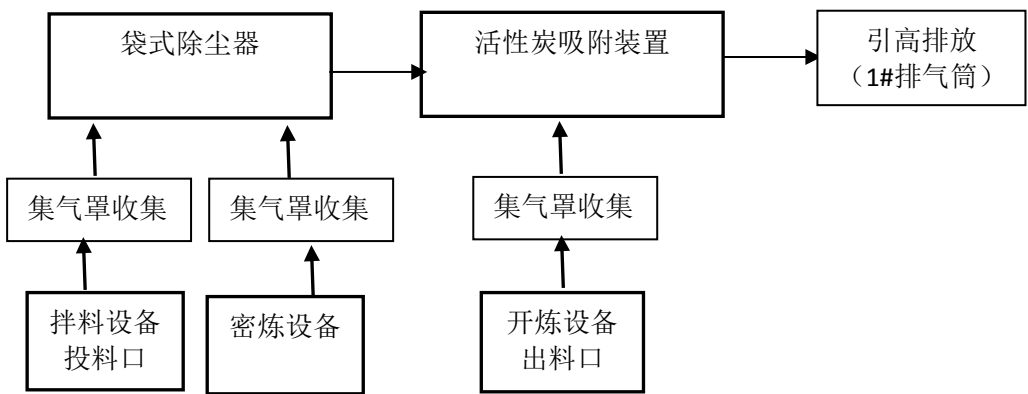 袋式除尘器
活性炭吸附装置
引高排放
（1#排气筒）
集气罩收集
集气罩收集
集气罩收集
拌料设备
投料口
密炼设备
开炼设备
出料口